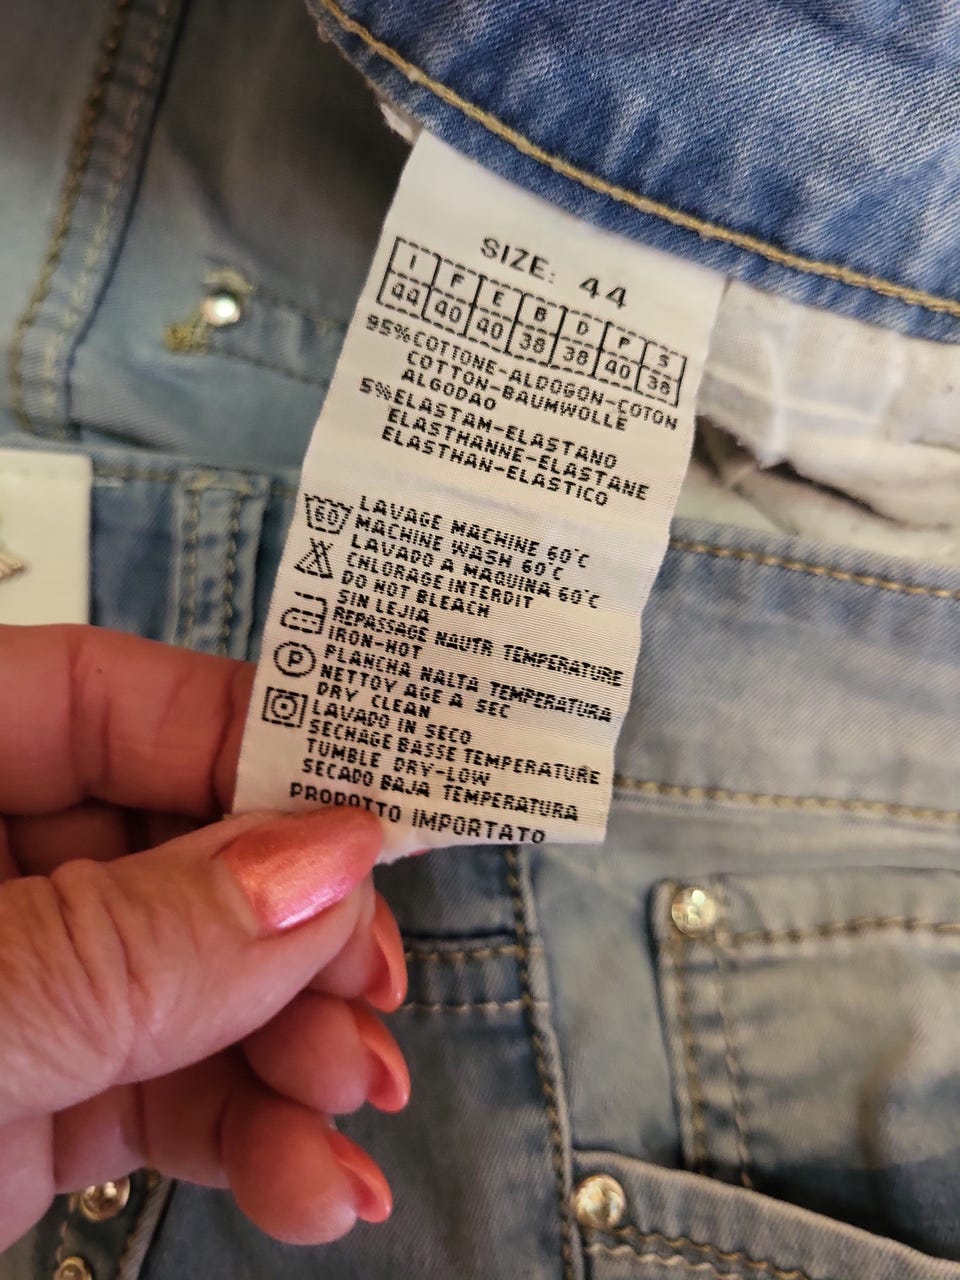 SIZE: 44
I F E B D P S
44 40 40 38 38 40 38
95%COTTONE-ALDOGON-COTON
COTTON-BAUMWOLLE
ALGODAO
5%ELASTAM-ELASTANO
ELASTHANNE-ELASTANE
ELASTHAN-ELASTICO
60 LAVAGE MACHINE 60°C
MACHINE WASH 60°C
LAVADO A MAQUINA 60°C
CHLORAGE INTERDIT
DO NOT BLEACH
SIN LEJIA
REPASSAGE NAUTR TEMPERATURE
IRON-HOT
PLANCHA NALTA TEMPERATURA
P NETTOY AGE A SEC
DRY CLEAN
LAVADO IN SECO
SECHAGE BASSE TEMPERATURE
TUMBLE DRY-LOW
SECADO BAJA TEMPERATURA
PRODOTTO IMPORTATO